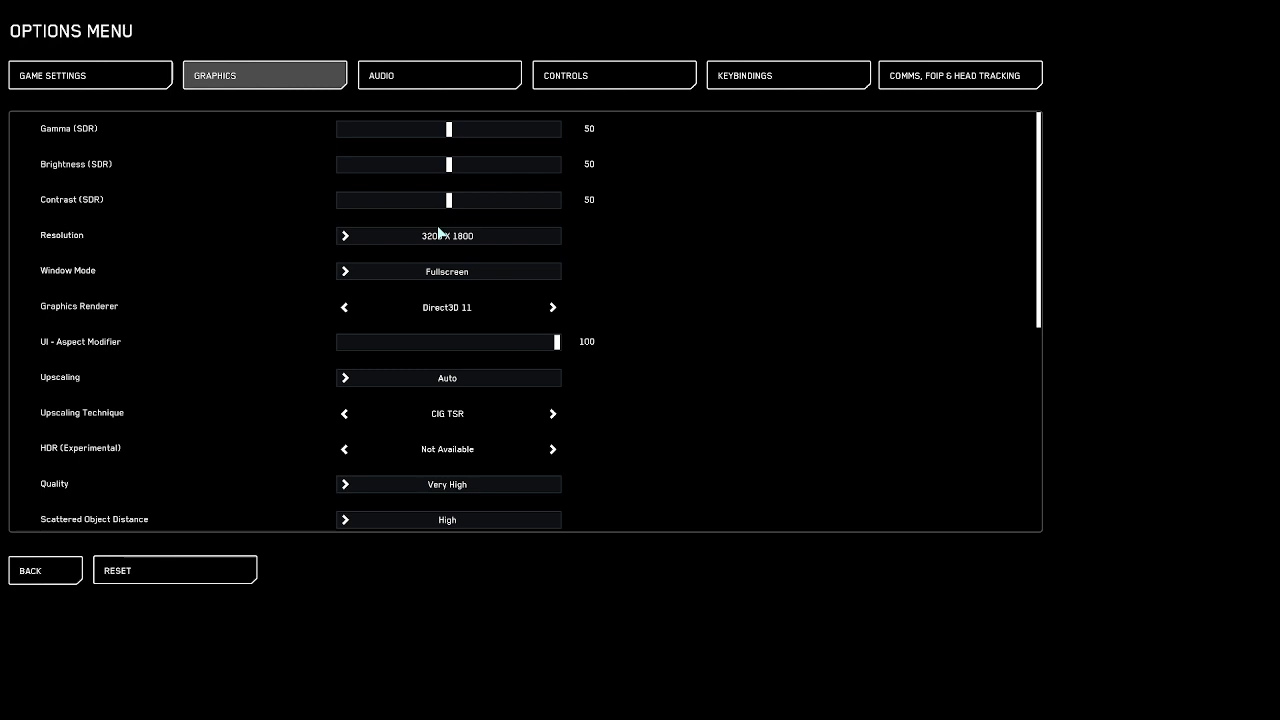 OPTIONS MENU
GAME SETTINGS
GRAPHICS
AUDIO
CONTROLS
KEYBINDINGS
COMMS, FOIP & HEAD TRACKING
Gamma (SDR) 50
Brightness (SDR) 50
Contrast (SDR) 50
Resolution 3200 X 1800
Window Mode Fullscreen
Graphics Renderer Direct3D 11
UI - Aspect Modifier 100
Upscaling Auto
Upscaling Technique CIG TSR
HDR (Experimental) Not Available
Quality Very High
Scattered Object Distance High
BACK
RESET